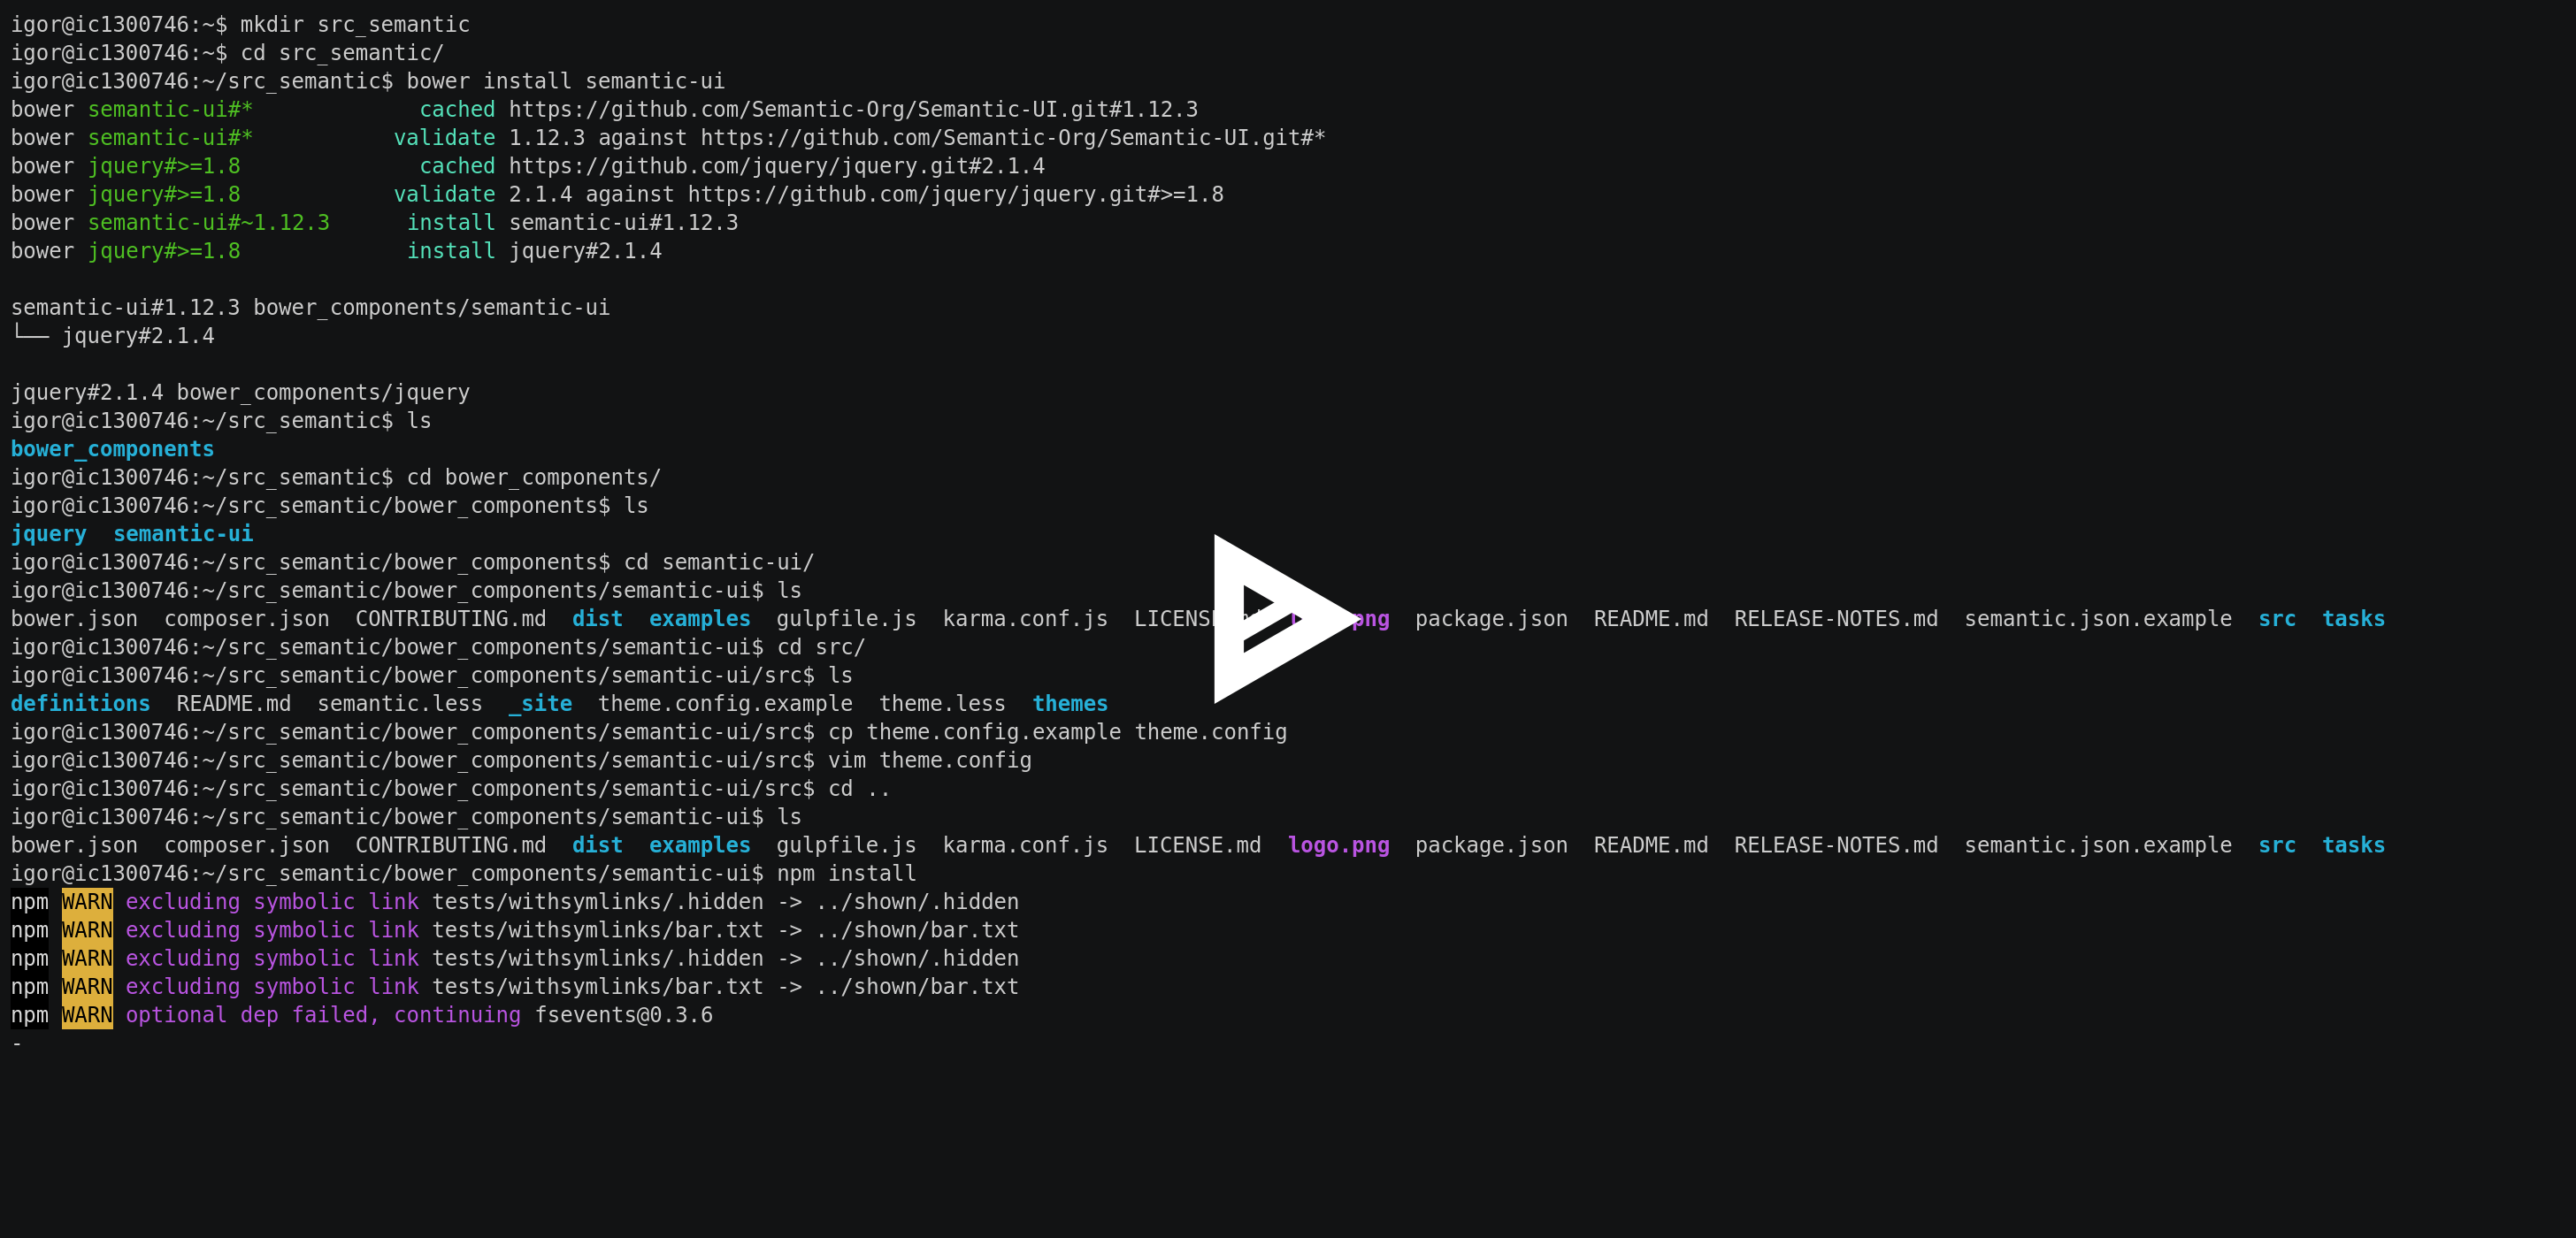 igor@ic1300746:~$ mkdir src_semantic
igor@ic1300746:~$ cd src_semantic/
igor@ic1300746:~/src_semantic$ bower install semantic-ui
bower semantic-ui#*             cached https://github.com/Semantic-Org/Semantic-UI.git#1.12.3
bower semantic-ui#*           validate 1.12.3 against https://github.com/Semantic-Org/Semantic-UI.git#*
bower jquery#>=1.8              cached https://github.com/jquery/jquery.git#2.1.4
bower jquery#>=1.8            validate 2.1.4 against https://github.com/jquery/jquery.git#>=1.8
bower semantic-ui#~1.12.3      install semantic-ui#1.12.3
bower jquery#>=1.8             install jquery#2.1.4

semantic-ui#1.12.3 bower_components/semantic-ui
└── jquery#2.1.4

jquery#2.1.4 bower_components/jquery
igor@ic1300746:~/src_semantic$ ls
bower_components
igor@ic1300746:~/src_semantic$ cd bower_components/
igor@ic1300746:~/src_semantic/bower_components$ ls
jquery  semantic-ui
igor@ic1300746:~/src_semantic/bower_components$ cd semantic-ui/
igor@ic1300746:~/src_semantic/bower_components/semantic-ui$ ls
bower.json  composer.json  CONTRIBUTING.md  dist  examples  gulpfile.js  karma.conf.js  package.json  README.md  RELEASE-NOTES.md  semantic.json.example  src  tasks
igor@ic1300746:~/src_semantic/bower_components/semantic-ui$ cd src/
igor@ic1300746:~/src_semantic/bower_components/semantic-ui/src$ ls
definitions  README.md  semantic.less  _site  theme.config.example  theme.less  themes
igor@ic1300746:~/src_semantic/bower_components/semantic-ui/src$ cp theme.config.example theme.config
igor@ic1300746:~/src_semantic/bower_components/semantic-ui/src$ vim theme.config
igor@ic1300746:~/src_semantic/bower_components/semantic-ui/src$ cd ..
igor@ic1300746:~/src_semantic/bower_components/semantic-ui$ ls
bower.json  composer.json  CONTRIBUTING.md  dist  examples  gulpfile.js  karma.conf.js  LICENSE.md  logo.png  package.json  README.md  RELEASE-NOTES.md  semantic.json.example  src  tasks
igor@ic1300746:~/src_semantic/bower_components/semantic-ui$ npm install
npm WARN excluding symbolic link tests/withsymlinks/.hidden -> ../shown/.hidden
npm WARN excluding symbolic link tests/withsymlinks/bar.txt -> ../shown/bar.txt
npm WARN excluding symbolic link tests/withsymlinks/.hidden -> ../shown/.hidden
npm WARN excluding symbolic link tests/withsymlinks/bar.txt -> ../shown/bar.txt
npm WARN optional dep failed, continuing fsevents@0.3.6
-